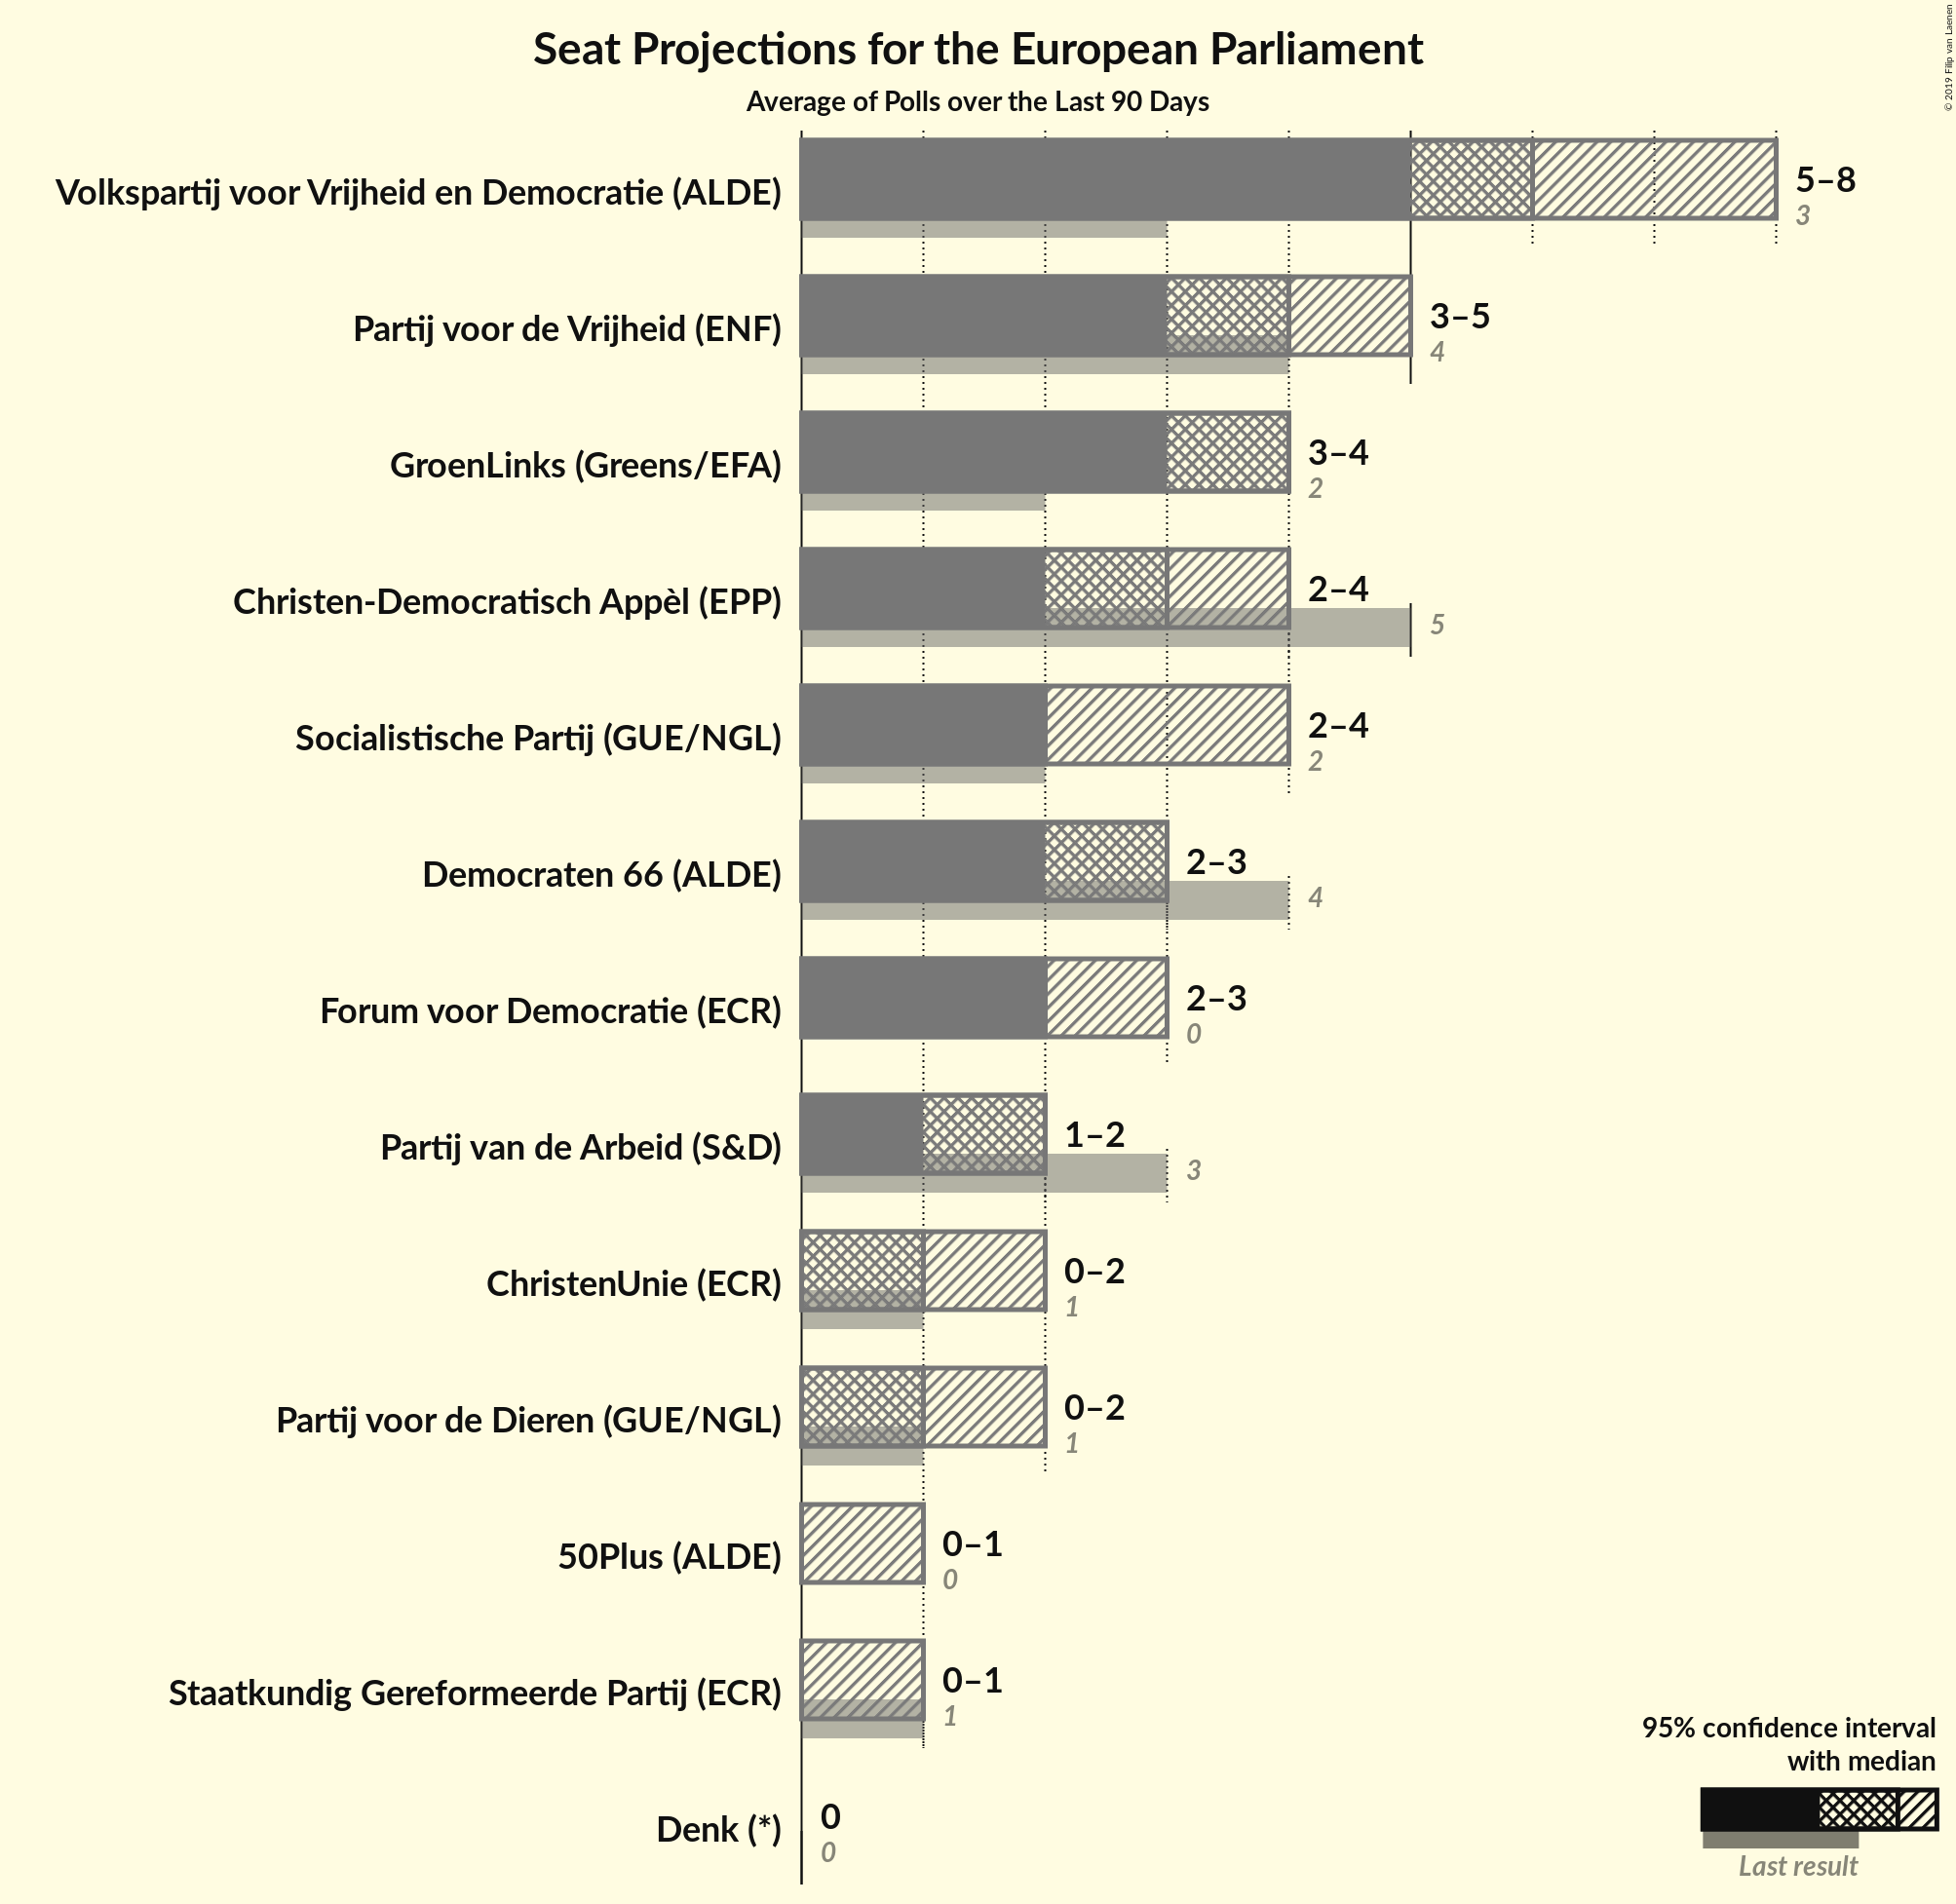 Seat Projections for the European Parliament
Average of Polls over the Last 90 Days
© 2019 Filip van Laenen
Volkspartij voor Vrijheid en Democratie (ALDE)
5–8
3
Partij voor de Vrijheid (ENF)
3–5
4
GroenLinks (Greens/EFA)
3–4
2
Christen-Democratisch Appèl (EPP)
2–4
5
Socialistische Partij (GUE/NGL)
2–4
2
Democraten 66 (ALDE)
2–3
4
Forum voor Democratie (ECR)
2–3
0
Partij van de Arbeid (S&D)
1–2
3
ChristenUnie (ECR)
0–2
1
Partij voor de Dieren (GUE/NGL)
0–2
1
50Plus (ALDE)
0–1
0
Staatkundig Gereformeerde Partij (ECR)
0–1
1
Denk (*)
0
0
95% confidence interval
with median
Last result